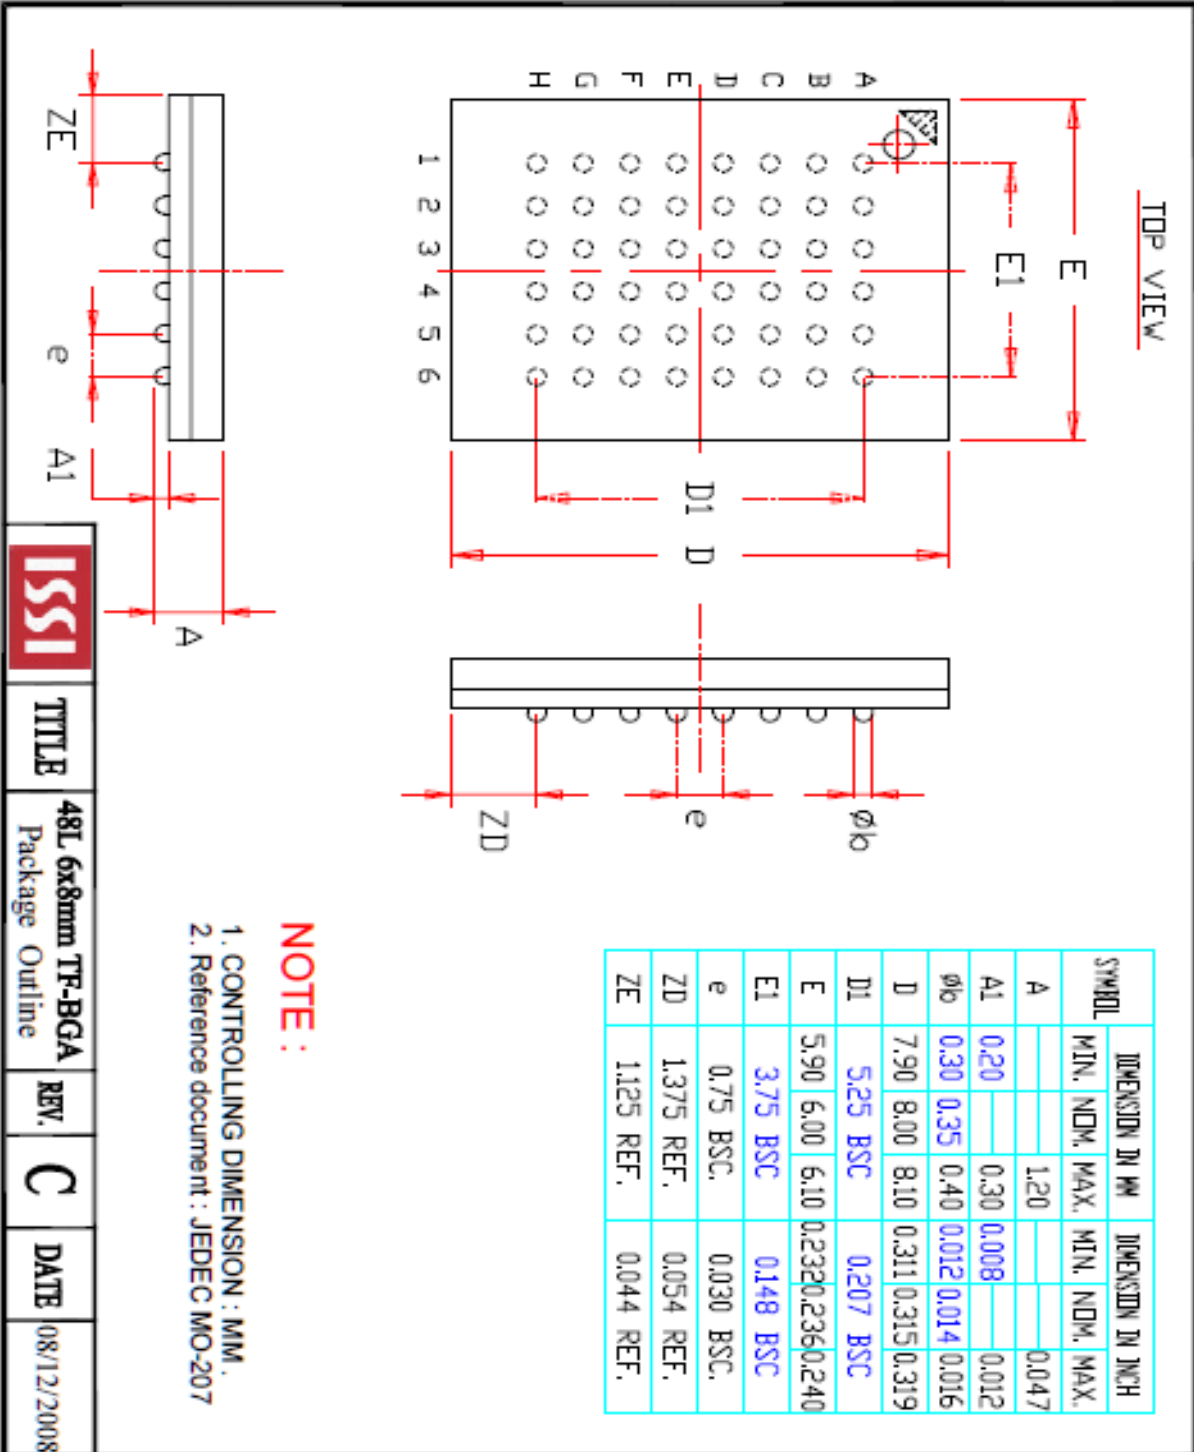 TOP VIEW
A
B
C
D
E
F
G
H
1
2
3
4
5
6
E1
E
D1
D
ZE
e
A1
A
ZD
e
Øb
SYMBOL DIMENSION IN MM DIMENSION IN INCH
MIN. NOM. MAX. MIN. NOM. MAX.
A 1.20 0.047
A1 0.20 0.30 0.008 0.012
Øb 0.30 0.35 0.40 0.012 0.014 0.016
D 7.90 8.00 8.10 0.311 0.315 0.319
D1 5.25 BSC 0.207 BSC
E 5.90 6.00 6.10 0.232 0.236 0.240
E1 3.75 BSC 0.148 BSC
e 0.75 BSC. 0.030 BSC.
ZD 1.375 REF. 0.054 REF.
ZE 1.125 REF. 0.044 REF.
NOTE :
1. CONTROLLING DIMENSION : MM .
2. Reference document : JEDEC MO-207
ISSI
TITLE
48L 6x8mm TF-BGA
Package Outline
REV.
C
DATE
08/12/2008